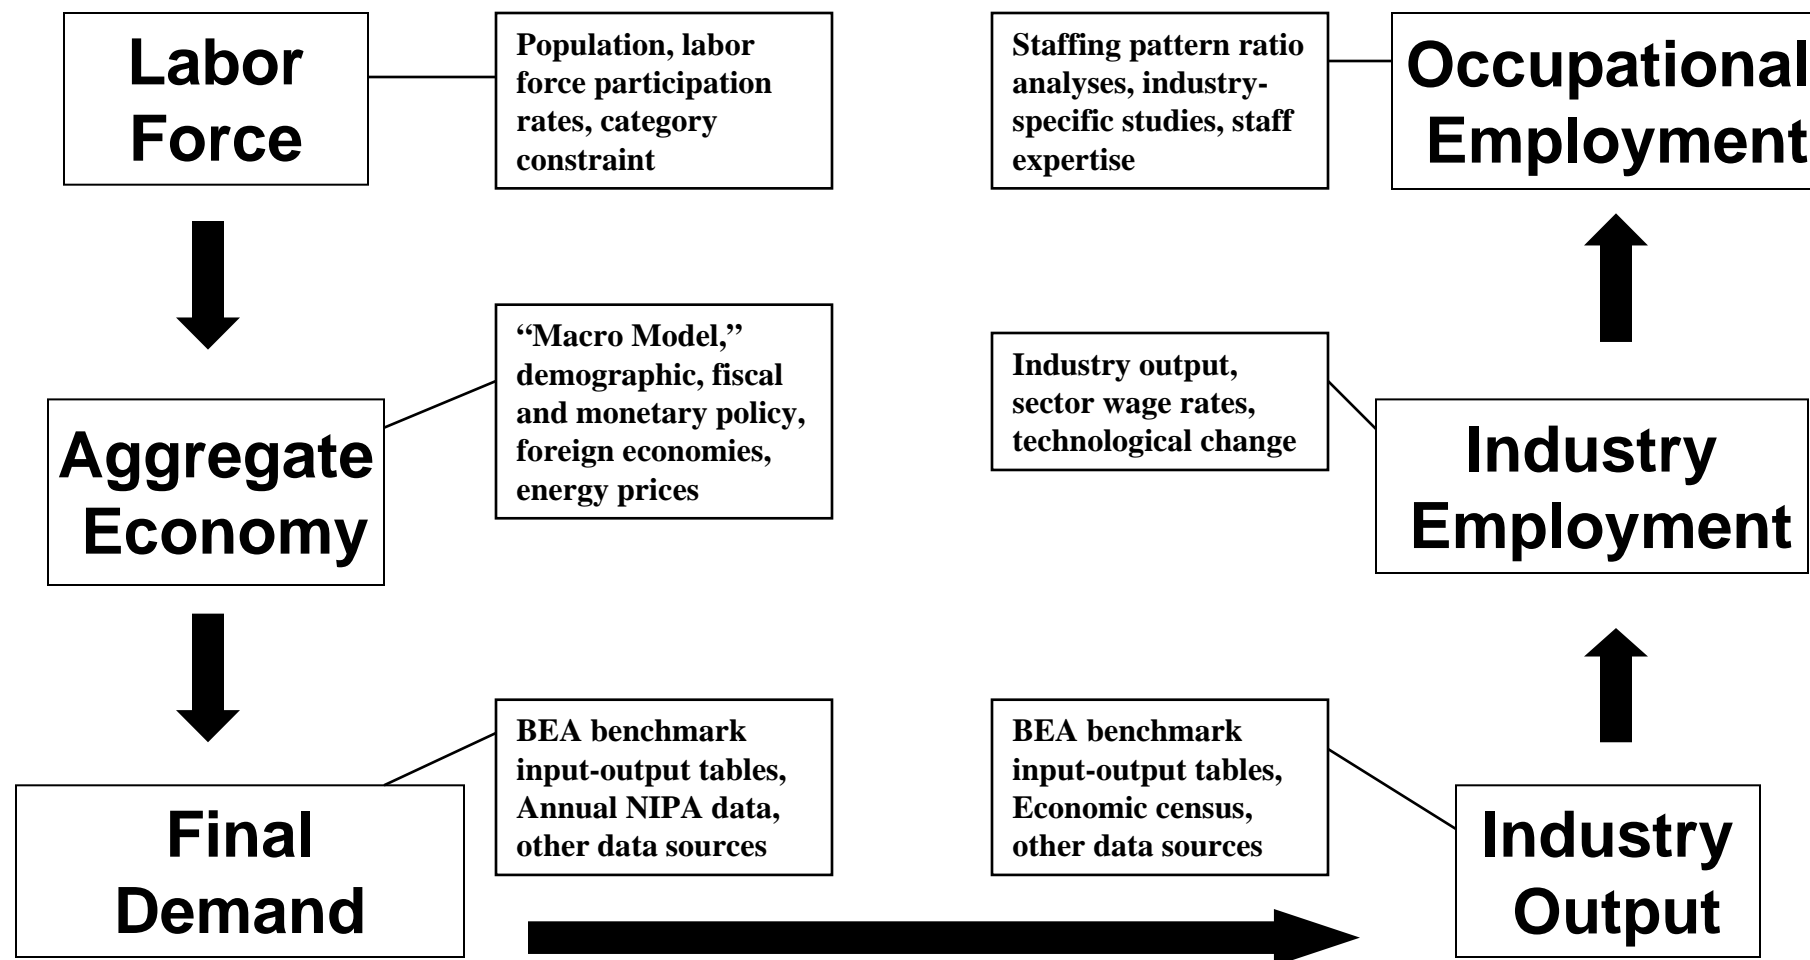 Labor
Force
Population, labor
force participation
rates, category
constraint
Staffing pattern ratio
analyses, industry-
specific studies, staff
expertise
Occupational
Employment
Aggregate
Economy
“Macro Model,”
demographic, fiscal
and monetary policy,
foreign economies,
energy prices
Industry output,
sector wage rates,
technological change
Industry
Employment
Final
Demand
BEA benchmark
input-output tables,
Annual NIPA data,
other data sources
BEA benchmark
input-output tables,
Economic census,
other data sources
Industry
Output